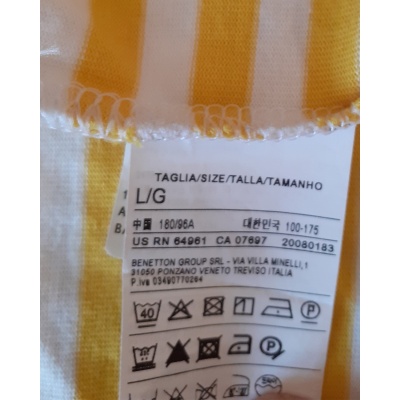 TAGLIA/SIZE/TALLA/TAMANHO
L/G
中国 180/96A 대한민국 100-175
US RN 64961 CA 07697 20080183
BENETTON GROUP SRL - VIA VILLA MINELLI,1
31050 PONZANO VENETO TREVISO ITALIA
P.iva 03490770264
40 P